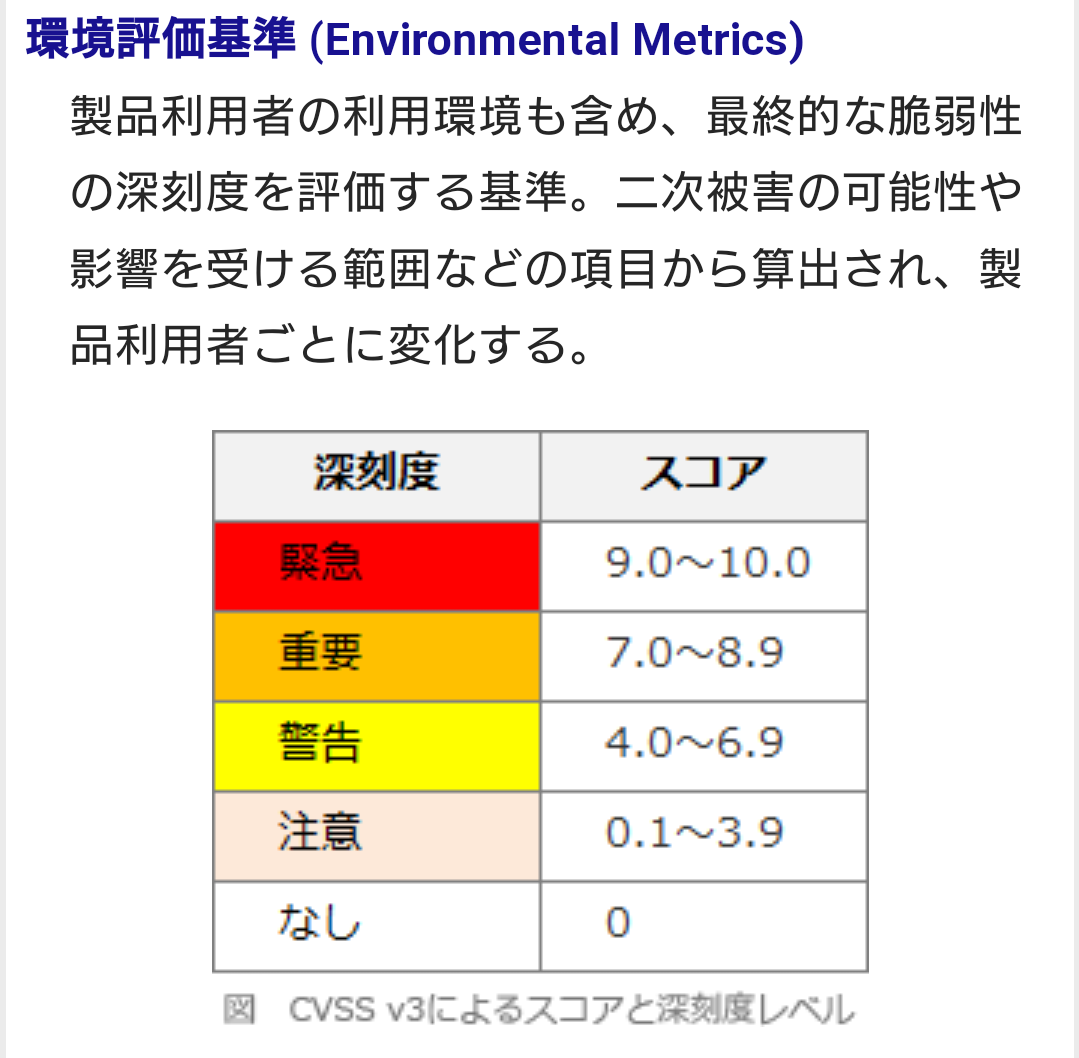 環境評価基準 (Environmental Metrics)
製品利用者の利用環境も含め、最終的な脆弱性
の深刻度を評価する基準。二次被害の可能性や
影響を受ける範囲などの項目から算出され、製
品利用者ごとに変化する。
深刻度 スコア
緊急 9.0～10.0
重要 7.0～8.9
警告 4.0～6.9
注意 0.1～3.9
なし 0
図　CVSS v3によるスコアと深刻度レベル